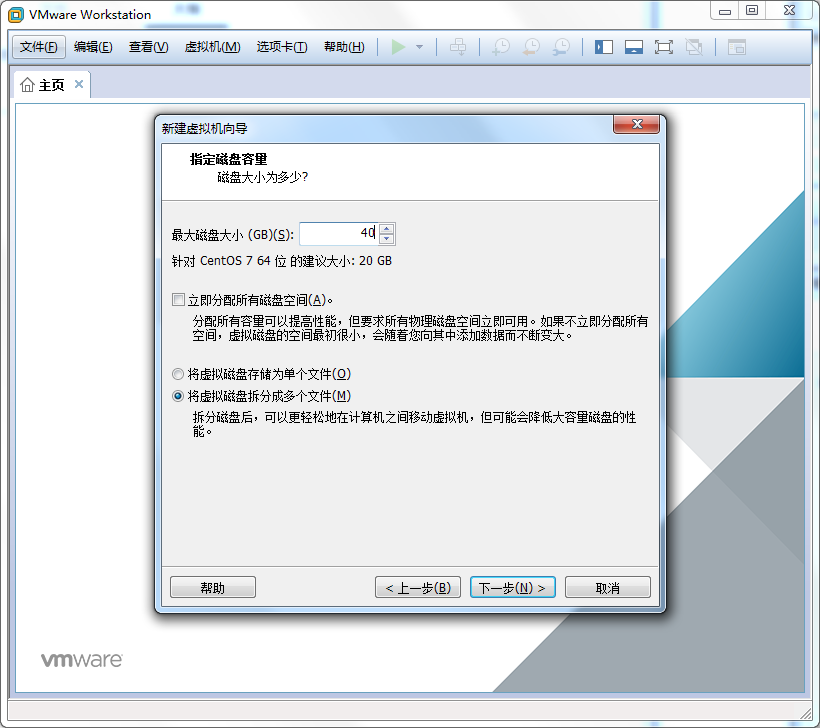 VMware Workstation
文件(F) 编辑(E) 查看(V) 虚拟机(M) 选项卡(T) 帮助(H)
主页
新建虚拟机向导
指定磁盘容量
磁盘大小为多少?
最大磁盘大小 (GB)(S): 40
针对 CentOS 7 64 位 的建议大小: 20 GB
立即分配所有磁盘空间(A)。
分配所有容量可以提高性能，但要求所有物理磁盘空间立即可用。如果不立即分配所有
空间，虚拟磁盘的空间最初很小，会随着您向其中添加数据而不断变大。
将虚拟磁盘存储为单个文件(O)
将虚拟磁盘拆分成多个文件(M)
拆分磁盘后，可以更轻松地在计算机之间移动虚拟机，但可能会降低大容量磁盘的性
能。
帮助 < 上一步(B) 下一步(N) > 取消
vmware